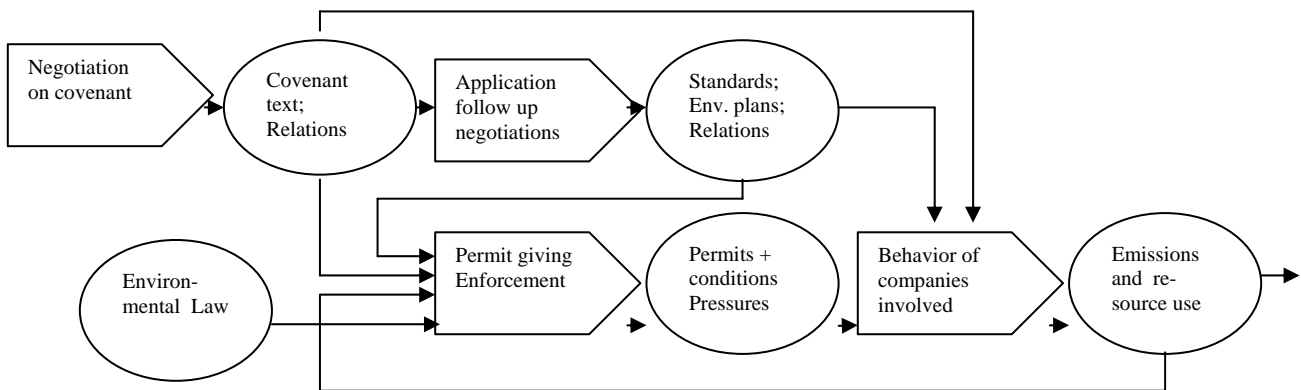 Negotiation
on covenant
Covenant
text;
Relations
Application
follow up
negotiations
Standards;
Env. plans;
Relations
Environ-
mental Law
Permit giving
Enforcement
Permits +
conditions
Pressures
Behavior of
companies
involved
Emissions
and re-
source use